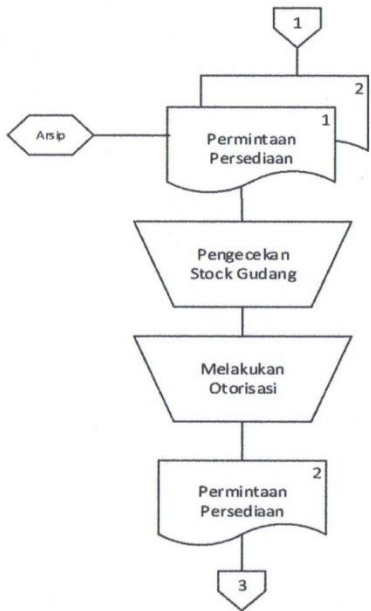 1
2
1
Arsip
Permintaan
Persediaan
Pengecekan
Stock Gudang
Melakukan
Otorisasi
2
Permintaan
Persediaan
3